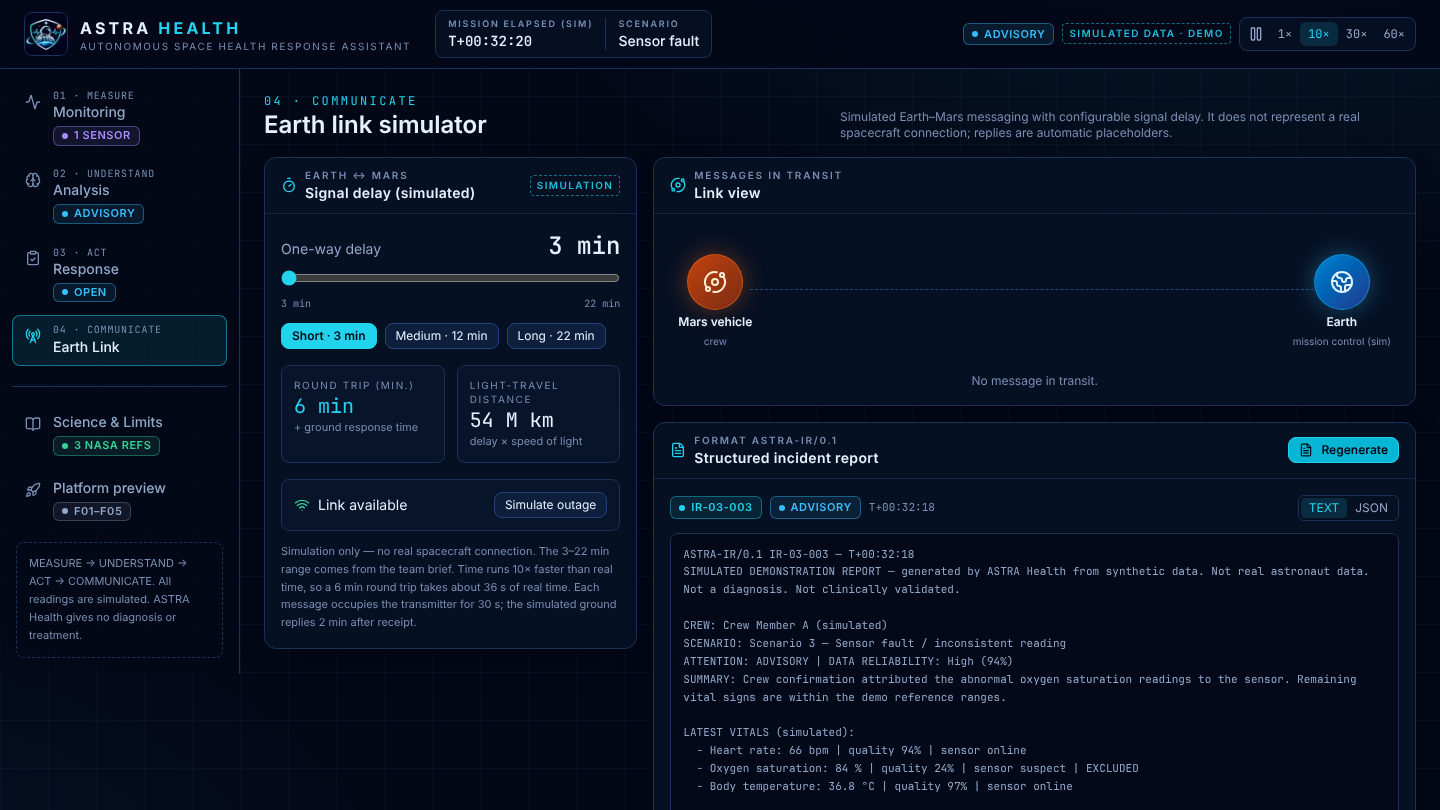 ASTRA HEALTH
AUTONOMOUS SPACE HEALTH RESPONSE ASSISTANT
MISSION ELAPSED (SIM)
T+00:32:20
SCENARIO
Sensor fault
ADVISORY
SIMULATED DATA · DEMO
1×
10×
30×
60×
01 · MEASURE
Monitoring
1 SENSOR
02 · UNDERSTAND
Analysis
ADVISORY
03 · ACT
Response
OPEN
04 · COMMUNICATE
Earth Link
Science & Limits
3 NASA REFS
Platform preview
F01–F05
MEASURE → UNDERSTAND →
ACT → COMMUNICATE. All
readings are simulated. ASTRA
Health gives no diagnosis or
treatment.
04 · COMMUNICATE
Earth link simulator
Simulated Earth–Mars messaging with configurable signal delay. It does not represent a real
spacecraft connection; replies are automatic placeholders.
EARTH ↔ MARS
Signal delay (simulated)
SIMULATION
One-way delay
3 min
3 min
22 min
Short · 3 min
Medium · 12 min
Long · 22 min
ROUND TRIP (MIN.)
6 min
+ ground response time
LIGHT-TRAVEL
DISTANCE
54 M km
delay × speed of light
Link available
Simulate outage
Simulation only — no real spacecraft connection. The 3–22 min
range comes from the team brief. Time runs 10× faster than real
time, so a 6 min round trip takes about 36 s of real time. Each
message occupies the transmitter for 30 s; the simulated ground
replies 2 min after receipt.
MESSAGES IN TRANSIT
Link view
Mars vehicle
crew
Earth
mission control (sim)
No message in transit.
FORMAT ASTRA-IR/0.1
Structured incident report
Regenerate
IR-03-003
ADVISORY
T+00:32:18
TEXT
JSON
ASTRA-IR/0.1 IR-03-003 — T+00:32:18
SIMULATED DEMONSTRATION REPORT — generated by ASTRA Health from synthetic data. Not real astronaut data.
Not a diagnosis. Not clinically validated.
CREW: Crew Member A (simulated)
SCENARIO: Scenario 3 — Sensor fault / inconsistent reading
ATTENTION: ADVISORY | DATA RELIABILITY: High (94%)
SUMMARY: Crew confirmation attributed the abnormal oxygen saturation readings to the sensor. Remaining
vital signs are within the demo reference ranges.
LATEST VITALS (simulated):
- Heart rate: 66 bpm | quality 94% | sensor online
- Oxygen saturation: 84 % | quality 24% | sensor suspect | EXCLUDED
- Body temperature: 36.8 °C | quality 97% | sensor online